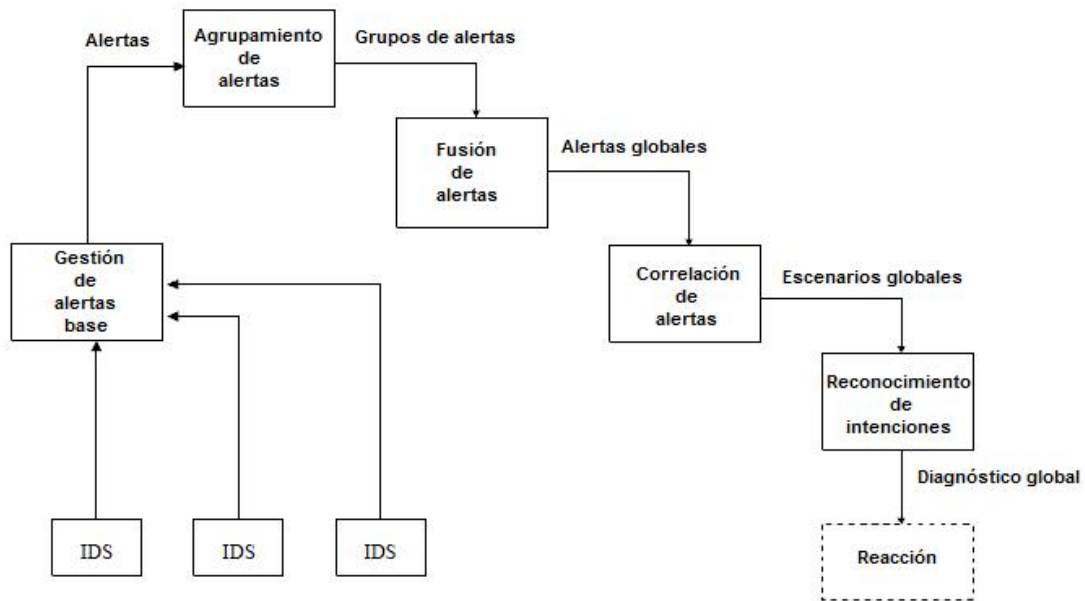 Alertas
Agrupamiento
de
alertas
Grupos de alertas
Fusión
de
alertas
Alertas globales
Gestión
de
alertas
base
Correlación
de
alertas
Escenarios globales
Reconocimiento
de
intenciones
Diagnóstico global
IDS
IDS
IDS
Reacción